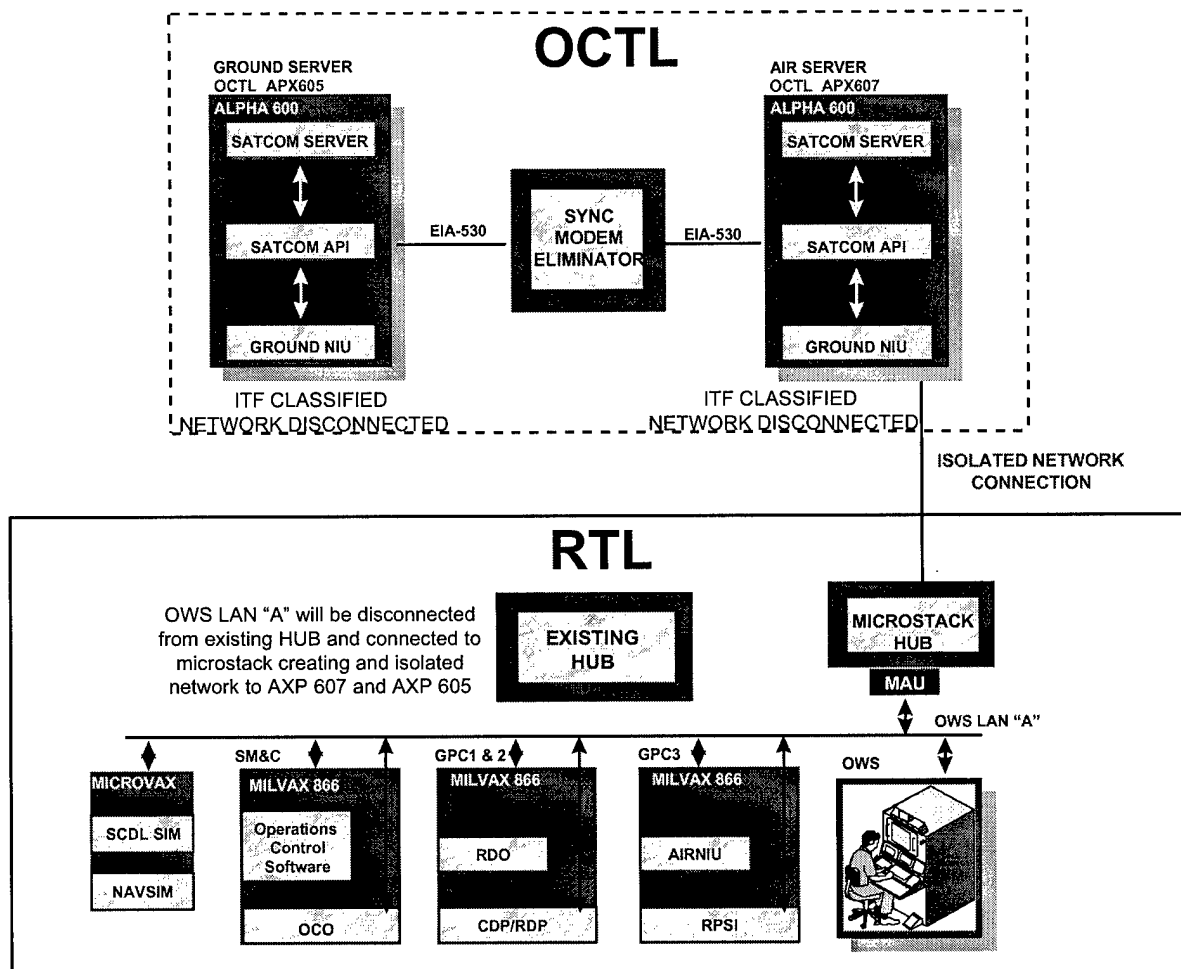 OCTL
GROUND SERVER
OCTL APX605
ALPHA 600
SATCOM SERVER
SATCOM API
GROUND NIU
ITF CLASSIFIED
NETWORK DISCONNECTED
EIA-530
SYNC
MODEM
ELIMINATOR
EIA-530
AIR SERVER
OCTL APX607
ALPHA 600
SATCOM SERVER
SATCOM API
GROUND NIU
ITF CLASSIFIED
NETWORK DISCONNECTED
ISOLATED NETWORK
CONNECTION
RTL
OWS LAN “A” will be disconnected
from existing HUB and connected to
microstack creating and isolated
network to AXP 607 and AXP 605
EXISTING
HUB
MICROSTACK
HUB
MAU
OWS LAN “A”
MICROVAX
SCDL SIM
NAVSIM
SM&C
MILVAX 866
Operations
Control
Software
OCO
GPC1 & 2
MILVAX 866
RDO
CDP/RDP
GPC3
MILVAX 866
AIRNIU
RPSI
OWS